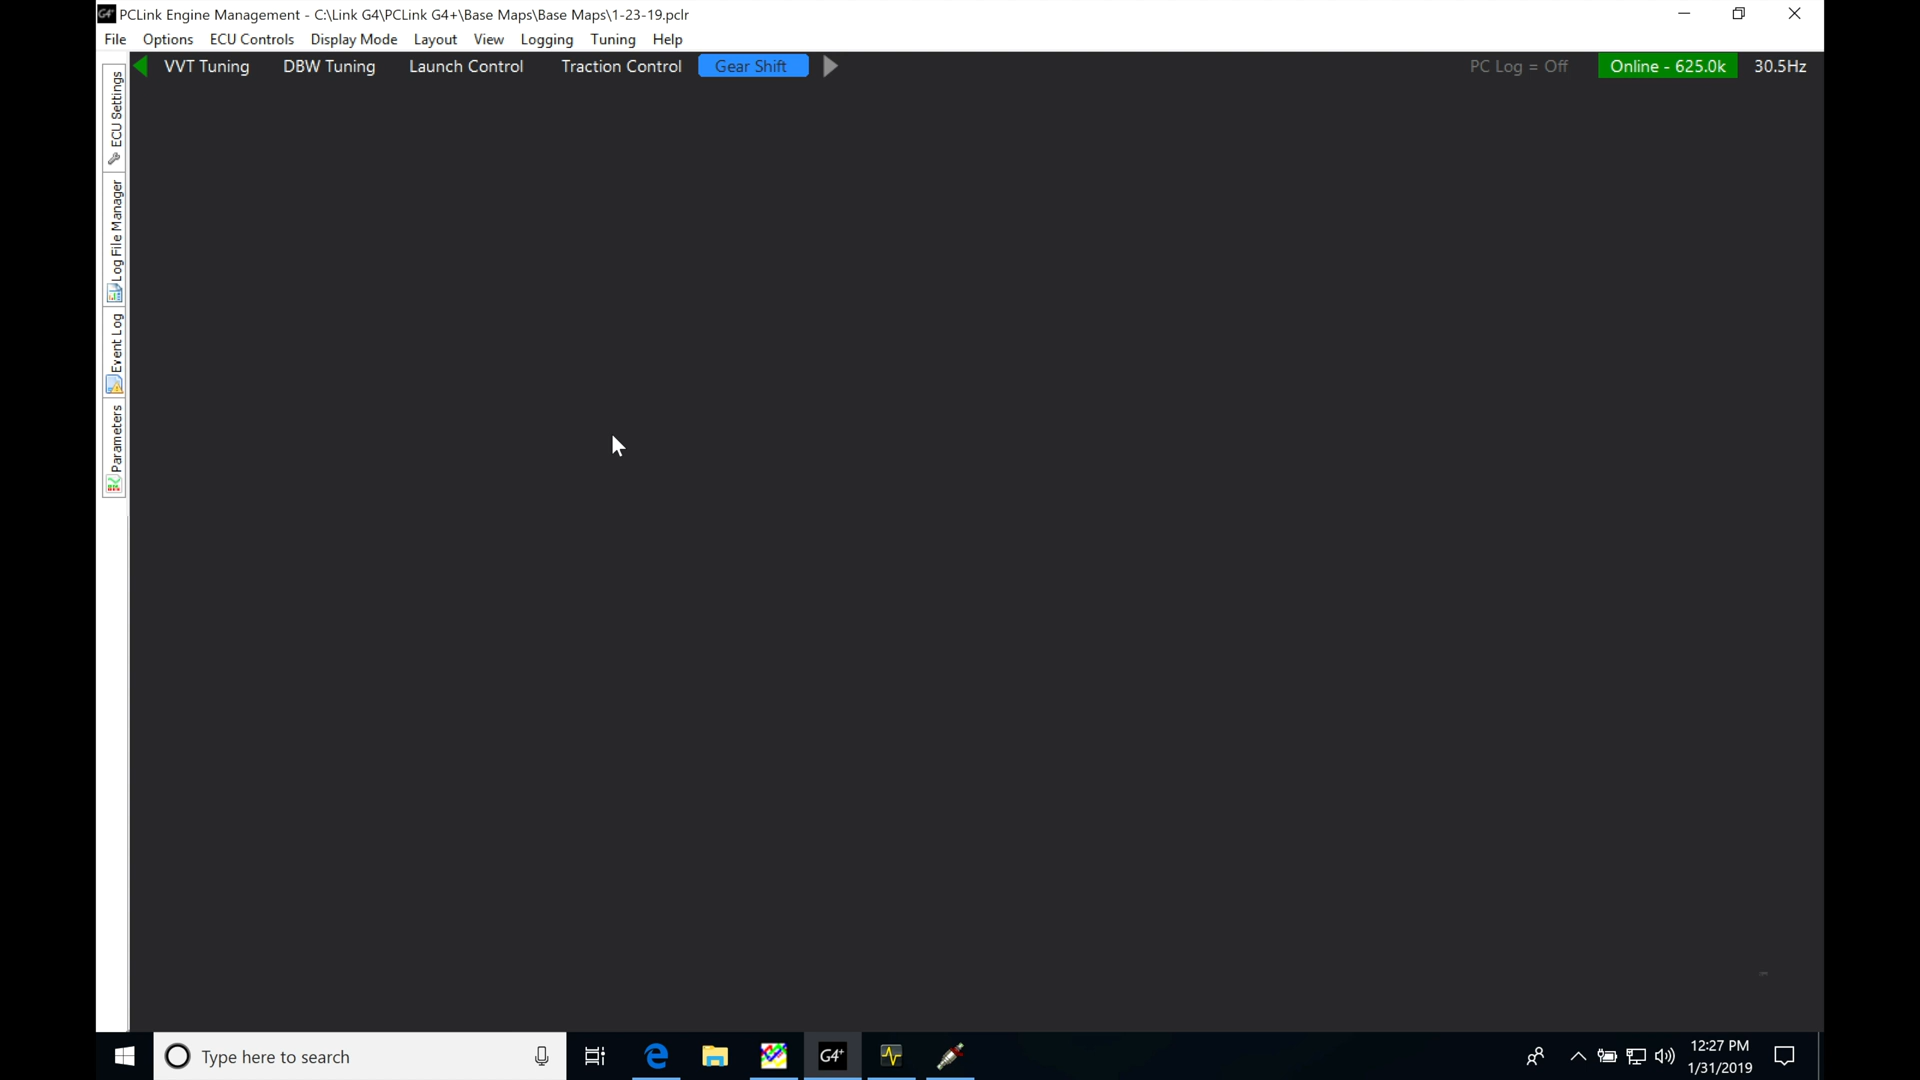 G4+ PCLink Engine Management - C:\Link G4\PCLink G4+\Base Maps\Base Maps\1-23-19.pclr
File Options ECU Controls Display Mode Layout View Logging Tuning Help
VVT Tuning DBW Tuning Launch Control Traction Control Gear Shift PC Log = Off Online - 625.0k 30.5Hz
ECU Settings
Log File Manager
Event Log
Parameters
Type here to search G4+ 12:27 PM
1/31/2019